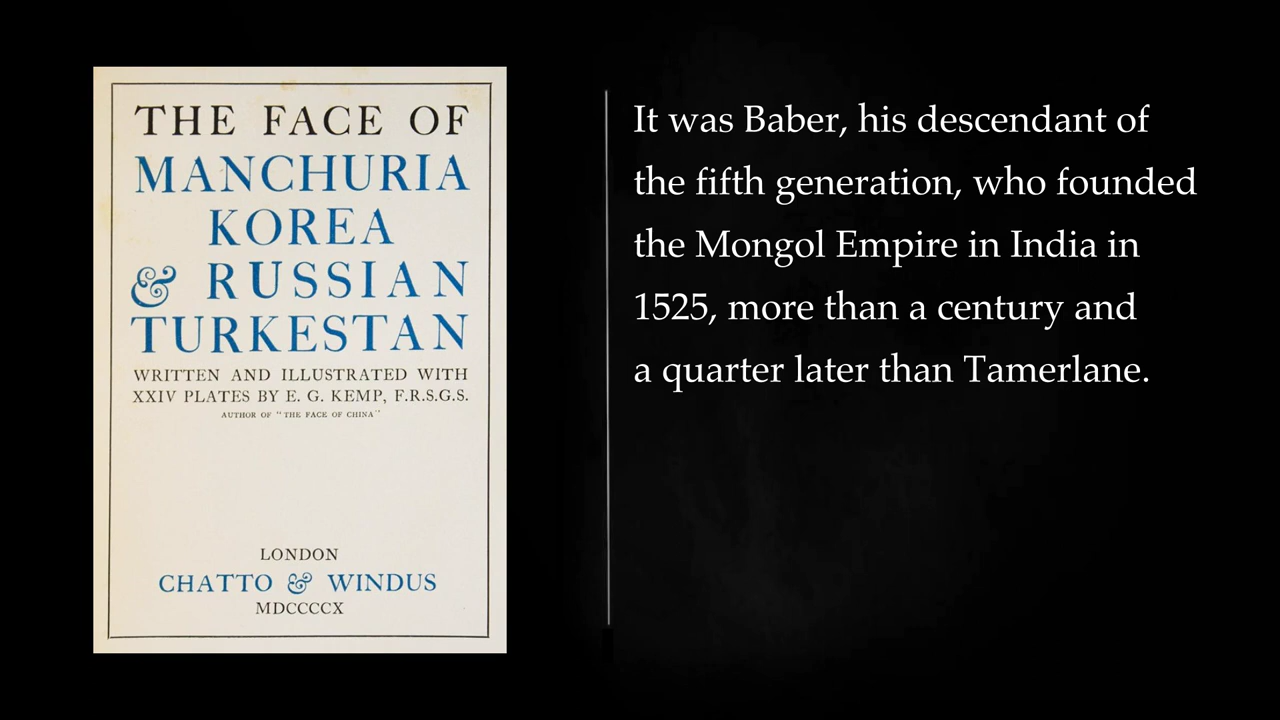 THE FACE OF
MANCHURIA
KOREA
& RUSSIAN
TURKESTAN
WRITTEN AND ILLUSTRATED WITH
XXIV PLATES BY E. G. KEMP, F.R.S.G.S.
AUTHOR OF "THE FACE OF CHINA"
LONDON
CHATTO & WINDUS
MDCCCCX
It was Baber, his descendant of
the fifth generation, who founded
the Mongol Empire in India in
1525, more than a century and
a quarter later than Tamerlane.